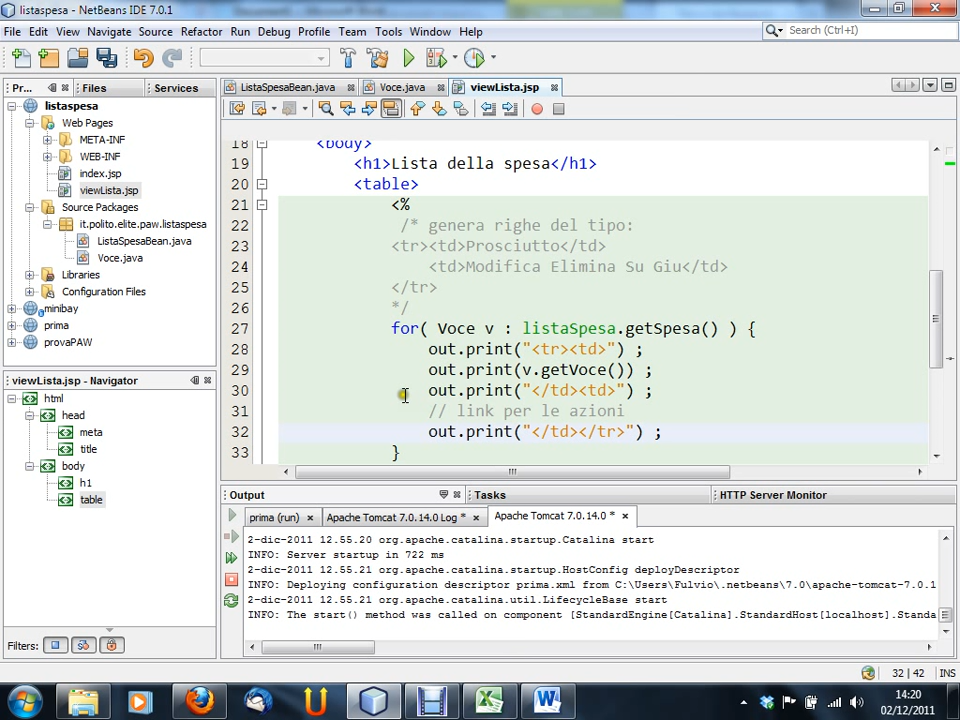 listaspesa - NetBeans IDE 7.0.1
File Edit View Navigate Source Refactor Run Debug Profile Team Tools Window Help
Search (Ctrl+I)
Pr... Files Services
ListaSpesaBean.java Voce.java viewLista.jsp
listaspesa
Web Pages
META-INF
WEB-INF
index.jsp
viewLista.jsp
Source Packages
it.polito.elite.paw.listaspesa
ListaSpesaBean.java
Voce.java
Libraries
Configuration Files
minibay
prima
provaPAW
viewLista.jsp - Navigator
html
head
meta
title
body
h1
table
Filters:
18 <body>
19 <h1>Lista della spesa</h1>
20 <table>
21 <%
22 /* genera righe del tipo:
23 <tr><td>Prosciutto</td>
24 <td>Modifica Elimina Su Giu</td>
25 </tr>
26 */
27 for( Voce v : listaSpesa.getSpesa() ) {
28 out.print("<tr><td>") ;
29 out.print(v.getVoce()) ;
30 out.print("</td><td>") ;
31 // link per le azioni
32 out.print("</td></tr>") ;
33 }
Output Tasks HTTP Server Monitor
prima (run) Apache Tomcat 7.0.14.0 Log * Apache Tomcat 7.0.14.0 *
2-dic-2011 12.55.20 org.apache.catalina.startup.Catalina start
INFO: Server startup in 722 ms
2-dic-2011 12.55.21 org.apache.catalina.startup.HostConfig deployDescriptor
INFO: Deploying configuration descriptor prima.xml from C:\Users\Fulvio\.netbeans\7.0\apache-tomcat-7.0.1
2-dic-2011 12.55.21 org.apache.catalina.util.LifecycleBase start
INFO: The start() method was called on component [StandardEngine[Catalina].StandardHost[localhost].Standa
32 | 42 INS
14:20
02/12/2011